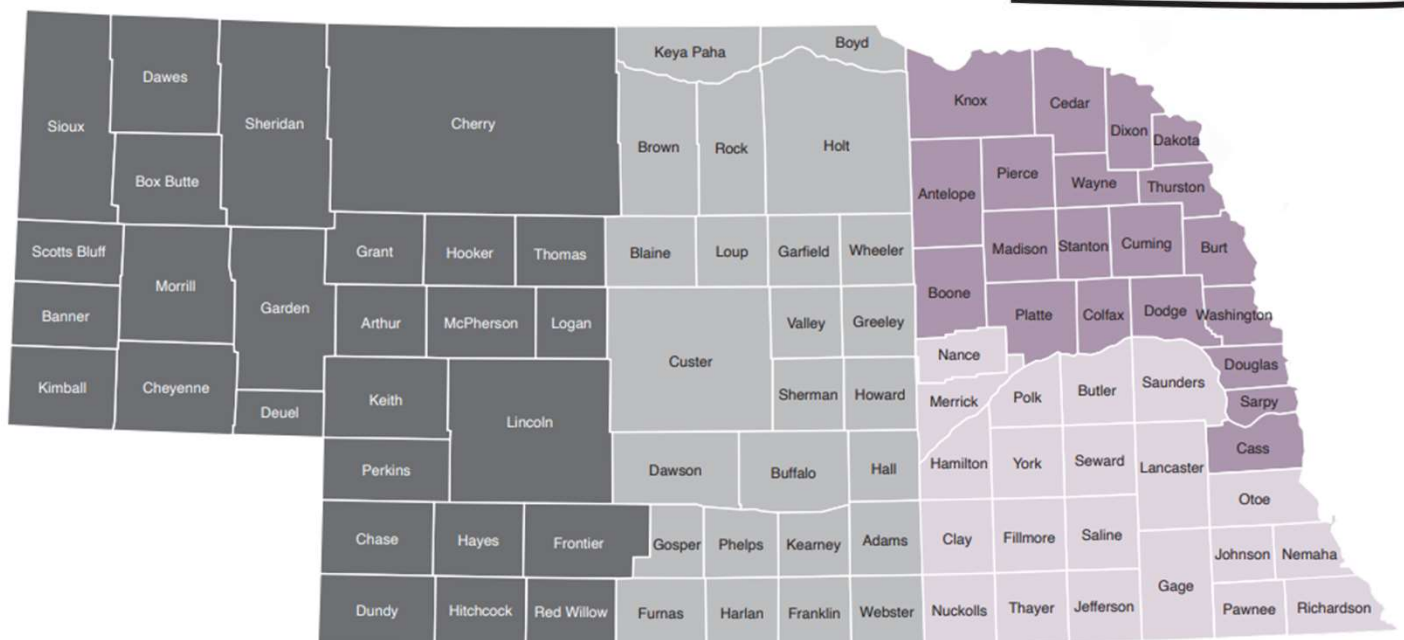 Keya Paha
Boyd
Dawes
Knox
Cedar
Sioux
Sheridan
Cherry
Dixon
Dakota
Brown
Rock
Holt
Box Butte
Pierce
Wayne
Thurston
Antelope
Scotts Bluff
Grant
Hooker
Thomas
Blaine
Loup
Garfield
Wheeler
Madison
Stanton
Cuming
Burt
Morrill
Garden
Boone
Banner
Arthur
McPherson
Logan
Valley
Greeley
Platte
Colfax
Dodge
Washington
Nance
Custer
Douglas
Kimball
Cheyenne
Keith
Sherman
Howard
Merrick
Polk
Butler
Saunders
Sarpy
Deuel
Lincoln
Cass
Perkins
Dawson
Buffalo
Hall
Hamilton
York
Seward
Lancaster
Otoe
Chase
Hayes
Frontier
Gosper
Phelps
Kearney
Adams
Clay
Fillmore
Saline
Johnson
Nemaha
Gage
Dundy
Hitchcock
Red Willow
Furnas
Harlan
Franklin
Webster
Nuckolls
Thayer
Jefferson
Pawnee
Richardson